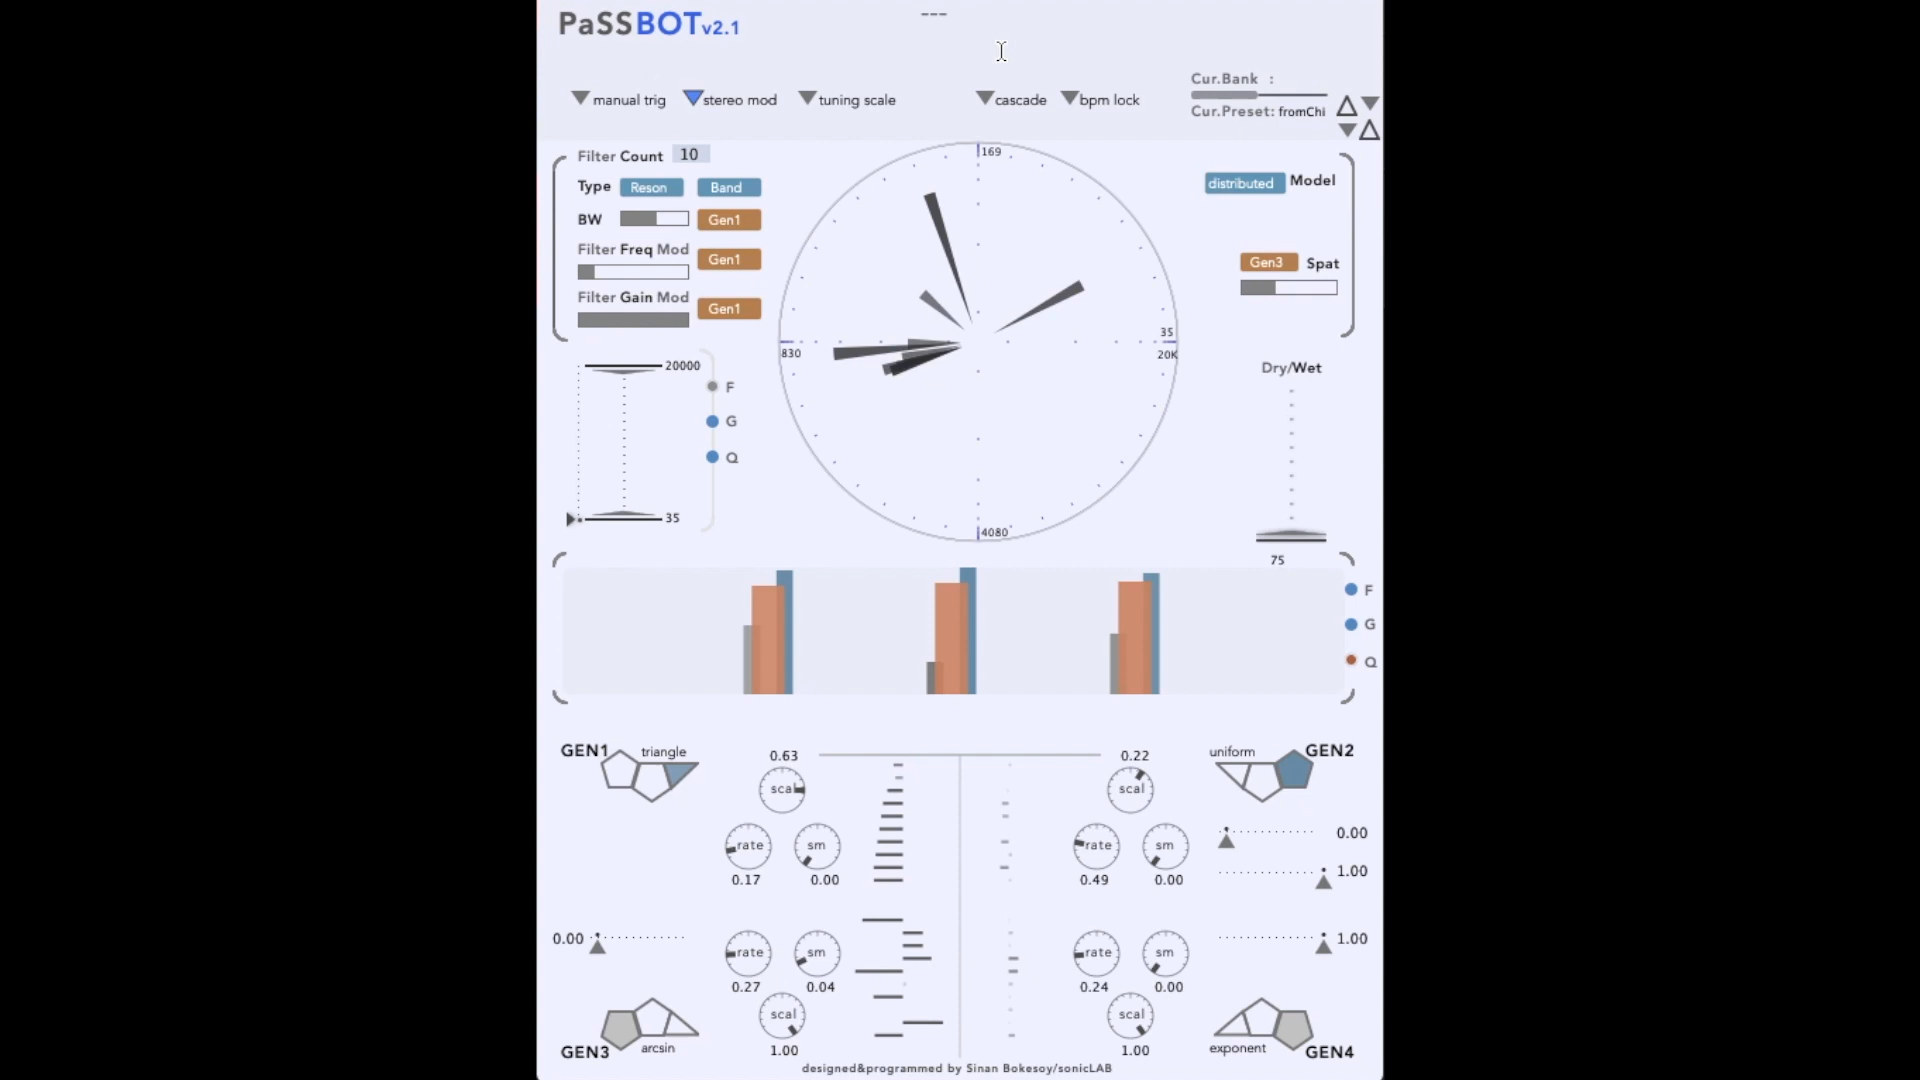 PaSSBOTv2.1
---
manual trig
stereo mod
tuning scale
cascade
bpm lock
Cur.Bank :
Cur.Preset: fromChi
Filter Count 10
Type Reson Band
BW Gen1
Filter Freq Mod Gen1
Filter Gain Mod Gen1
169
35
20K
830
4080
distributed Model
Gen3 Spat
20000
35
F
G
Q
Dry/Wet
75
F
G
Q
GEN1 triangle
0.63
scal
rate sm
0.17 0.00
0.22
scal
rate sm
0.49 0.00
uniform GEN2
0.00
1.00
0.00
rate sm
0.27 0.04
scal
1.00
GEN3 arcsin
rate sm
0.24 0.00
scal
1.00
1.00
exponent GEN4
designed&programmed by Sinan Bokesoy/sonicLAB